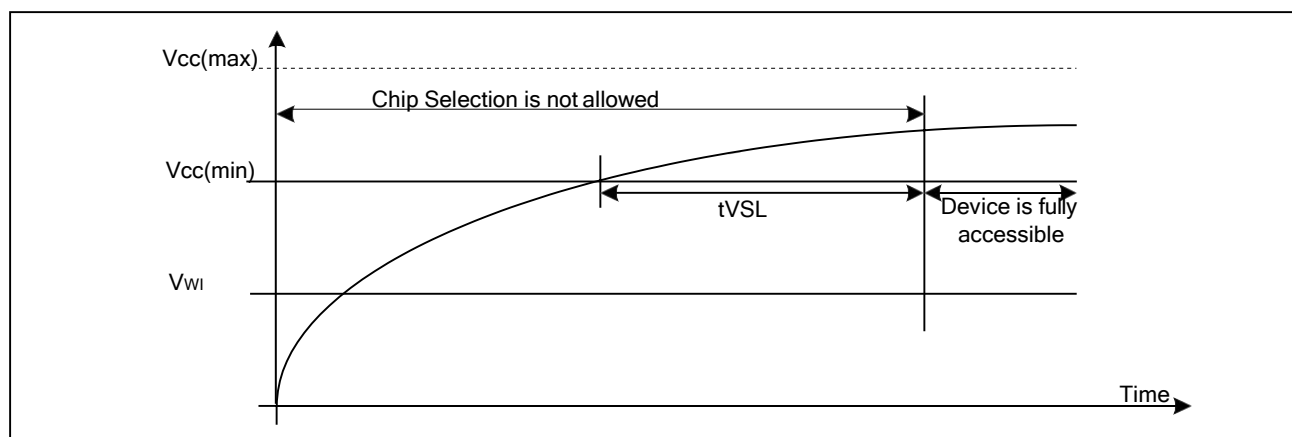 Vcc(max)
Chip Selection is not allowed
Vcc(min)
tVSL
Device is fully
accessible
VWI
Time